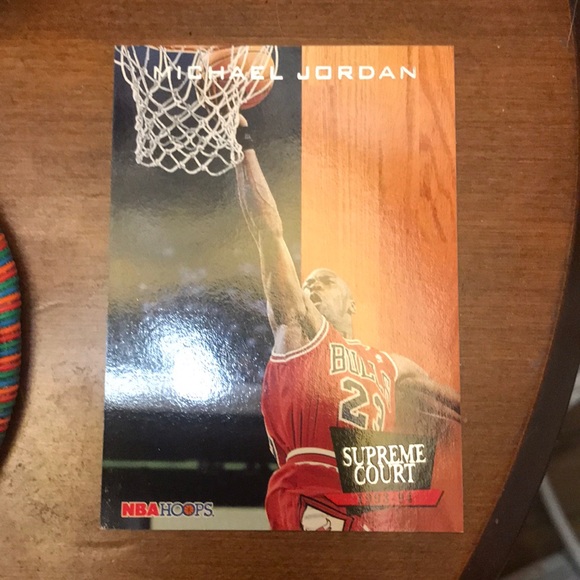 MICHAEL JORDAN
BULLS
23
SUPREME
COURT
NBA HOOPS